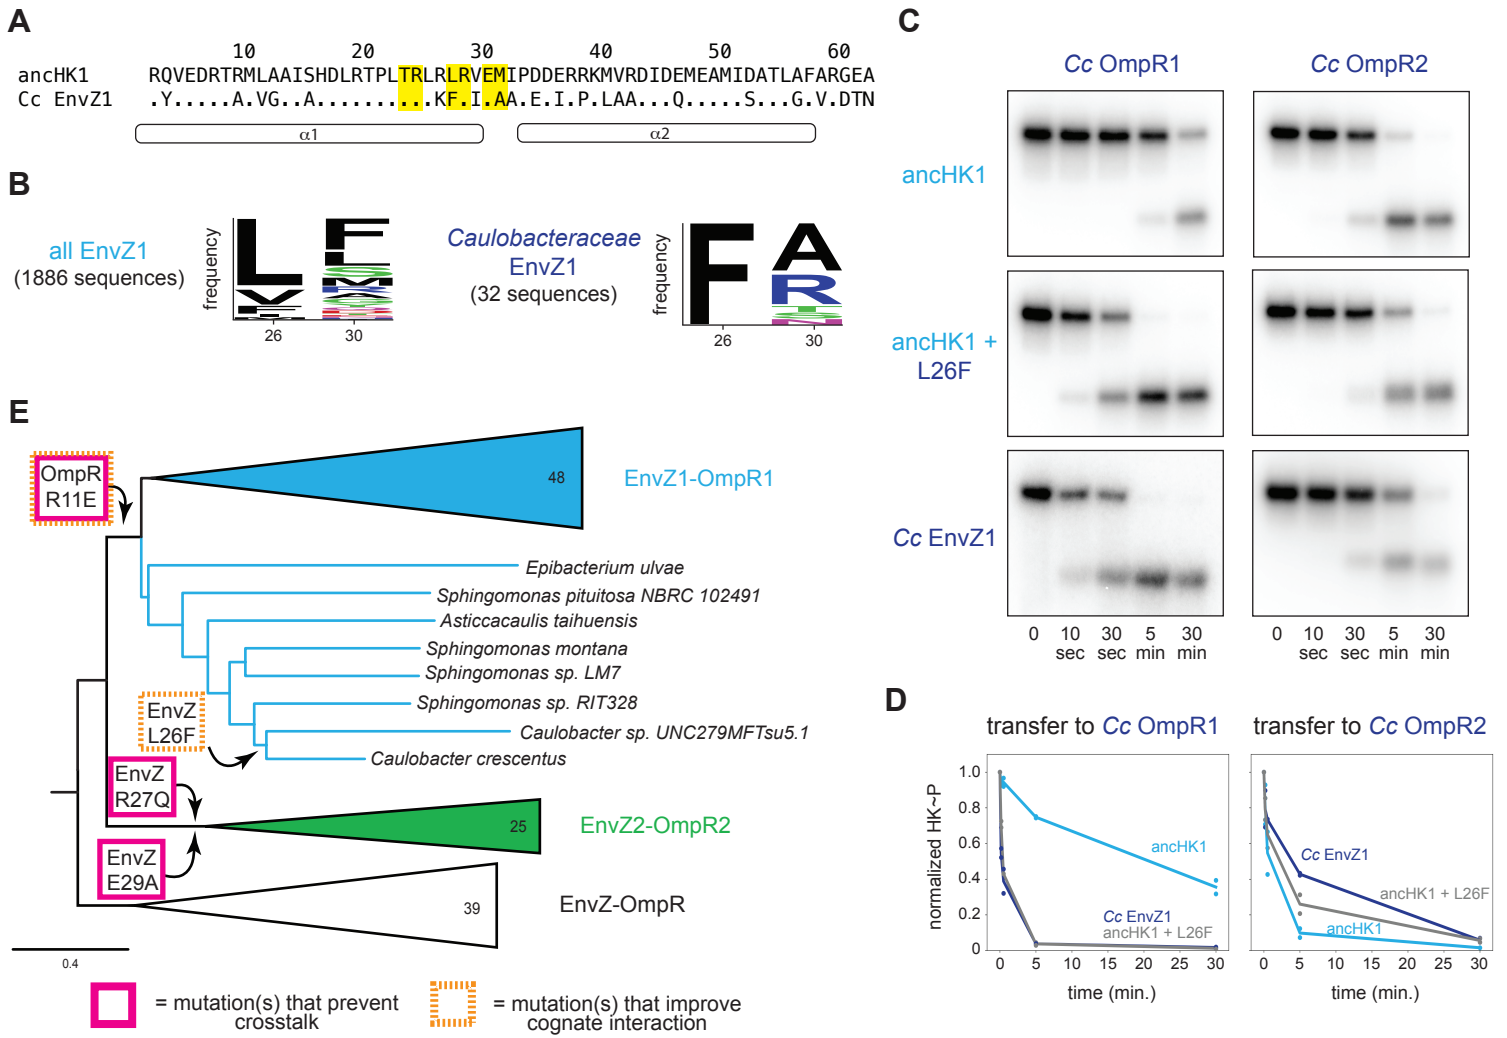 A
10 20 30 40 50 60
ancHK1 RQVEDRTRMLAAISHDLRTPLTRLRLRVEMIPDDERRKMVRDIDEMEAMIDATLAFARGEA
Cc EnvZ1 .Y.....A.VG..A..........KF.I.AA.E.I.P.LAA...Q.....S...G.V.DTN
α1 α2
B
all EnvZ1
(1886 sequences)
frequency
26 30
Caulobacteraceae
EnvZ1
(32 sequences)
frequency
F A
R
26 30
C
Cc OmpR1 Cc OmpR2
ancHK1
ancHK1 +
L26F
Cc EnvZ1
0 10 30 5 30
sec sec min min
0 10 30 5 30
sec sec min min
D
transfer to Cc OmpR1
normalized HK~P
1.0
0.8
0.6
0.4
0.2
0
ancHK1
Cc EnvZ1
ancHK1 + L26F
0 5 10 15 20 25 30
time (min.)
transfer to Cc OmpR2
Cc EnvZ1
ancHK1 + L26F
ancHK1
0 5 10 15 20 25 30
time (min.)
E
OmpR
R11E
48
EnvZ1-OmpR1
Epibacterium ulvae
Sphingomonas pituitosa NBRC 102491
Asticcacaulis taihuensis
Sphingomonas montana
Sphingomonas sp. LM7
Sphingomonas sp. RIT328
Caulobacter sp. UNC279MFTsu5.1
Caulobacter crescentus
EnvZ
L26F
EnvZ
R27Q
25
EnvZ2-OmpR2
EnvZ
E29A
39
EnvZ-OmpR
0.4
= mutation(s) that prevent
crosstalk
= mutation(s) that improve
cognate interaction